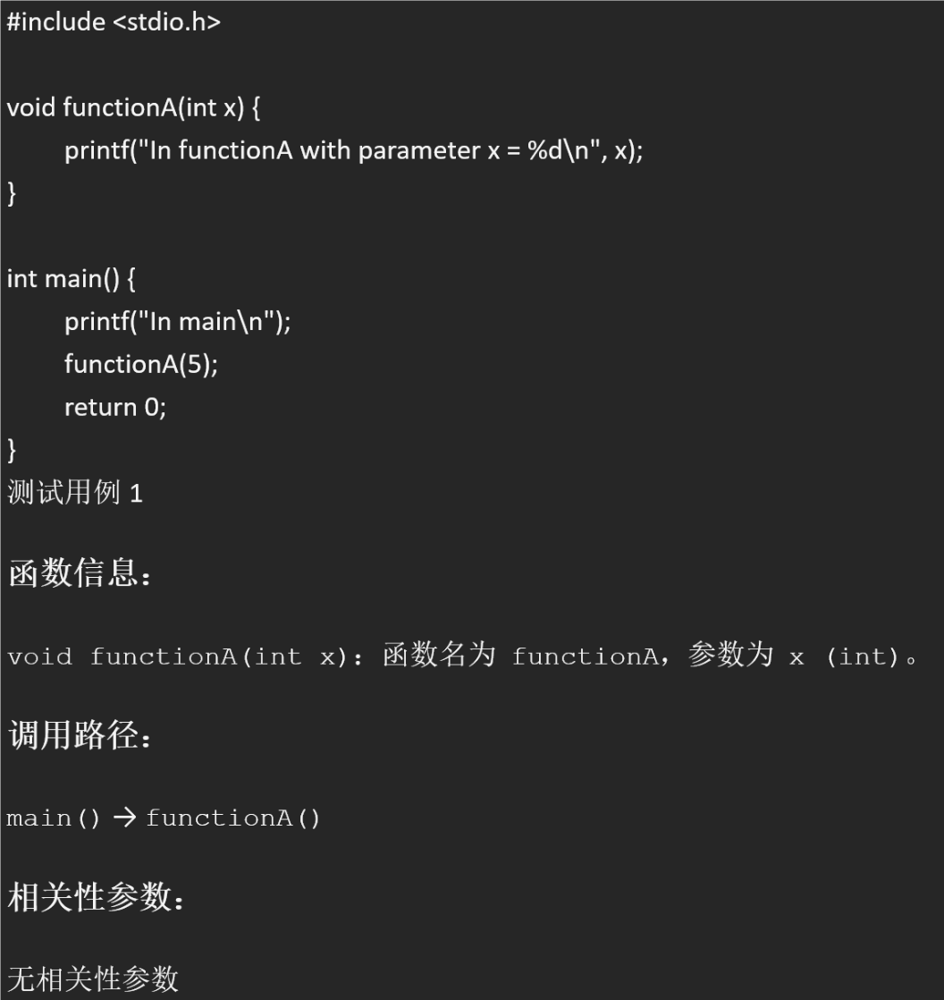 #include <stdio.h>
void functionA(int x) {
printf("In functionA with parameter x = %d\n", x);
}
int main() {
printf("In main\n");
functionA(5);
return 0;
}
测试用例 1
函数信息：
void functionA(int x)：函数名为 functionA，参数为 x (int)。
调用路径：
main() → functionA()
相关性参数：
无相关性参数